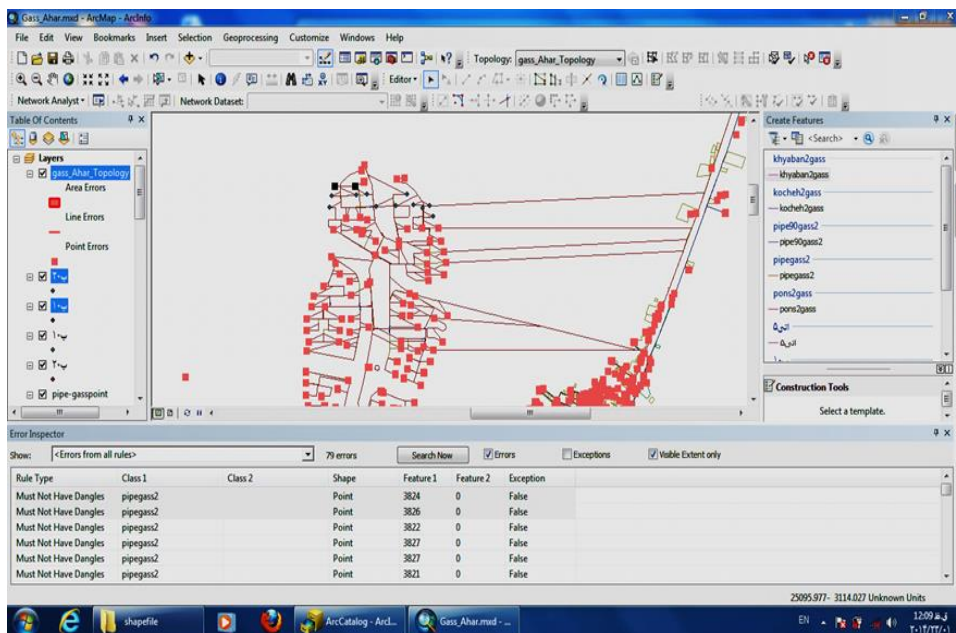 Gass_Ahar.mxd - ArcMap - ArcInfo
File Edit View Bookmarks Insert Selection Geoprocessing Customize Windows Help
Topology: gass_Ahar_Topology
Editor
Network Analyst Network Dataset:
Table Of Contents
Layers
gass_Ahar_Topology
Area Errors
Line Errors
Point Errors
ب-۲۰
ب-۱۰
ب-۱۰
ب-۲۰
pipe-gasspoint
Create Features
<Search>
khyaban2gass
khyaban2gass
kocheh2gass
kocheh2gass
pipe90gass2
pipe90gass2
pipegass2
pipegass2
pons2gass
pons2gass
اتی۵
اتی۵
Construction Tools
Select a template.
Error Inspector
Show: <Errors from all rules> 79 errors Search Now Errors Exceptions Visible Extent only
Rule Type Class 1 Class 2 Shape Feature 1 Feature 2 Exception
Must Not Have Dangles pipegass2 Point 3824 0 False
Must Not Have Dangles pipegass2 Point 3826 0 False
Must Not Have Dangles pipegass2 Point 3822 0 False
Must Not Have Dangles pipegass2 Point 3827 0 False
Must Not Have Dangles pipegass2 Point 3827 0 False
Must Not Have Dangles pipegass2 Point 3821 0 False
25095.977- 3114.027 Unknown Units
shapefile ArcCatalog - ArcI... Gass_Ahar.mxd - ... EN 12:09 ق.ظ